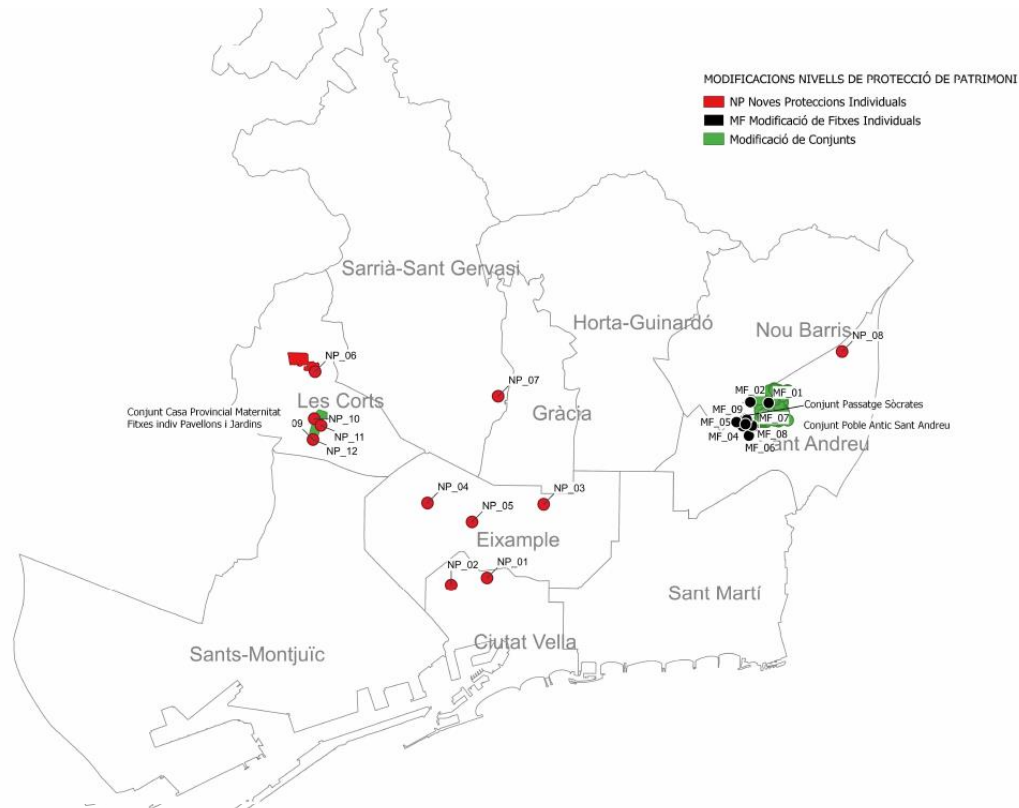 MODIFICACIONS NIVELLS DE PROTECCIÓ DE PATRIMONI
NP Noves Proteccions Individuals
MF Modificació de Fitxes Individuals
Modificació de Conjunts
Sarrià-Sant Gervasi
Horta-Guinardó
Nou Barris
NP_08
NP_06
NP_07
Les Corts
Gràcia
MF_02
MF_01
Conjunt Passatge Sòcrates
MF_09
MF_07
MF_05
Conjunt Poble Antic Sant Andreu
MF_04
MF_08
MF_06
Sant Andreu
Conjunt Casa Provincial Maternitat
Fitxes indiv Pavellons i Jardins
09
NP_10
NP_11
NP_12
NP_04
NP_03
NP_05
Eixample
NP_02
NP_01
Sant Martí
Ciutat Vella
Sants-Montjuïc